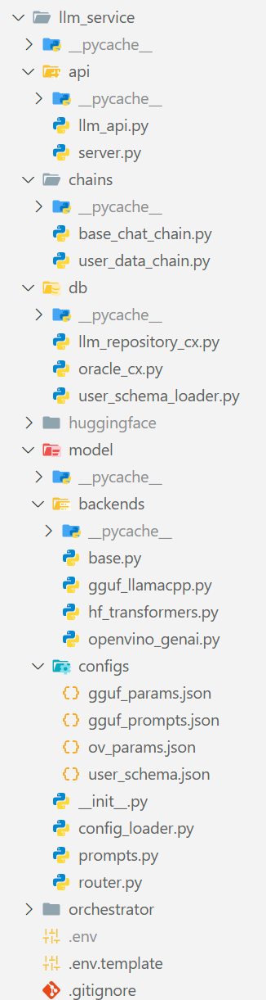 llm_service
__pycache__
api
__pycache__
llm_api.py
server.py
chains
__pycache__
base_chat_chain.py
user_data_chain.py
db
__pycache__
llm_repository_cx.py
oracle_cx.py
user_schema_loader.py
huggingface
model
__pycache__
backends
__pycache__
base.py
gguf_llamacpp.py
hf_transformers.py
openvino_genai.py
configs
gguf_params.json
gguf_prompts.json
ov_params.json
user_schema.json
__init__.py
config_loader.py
prompts.py
router.py
orchestrator
.env
.env.template
.gitignore